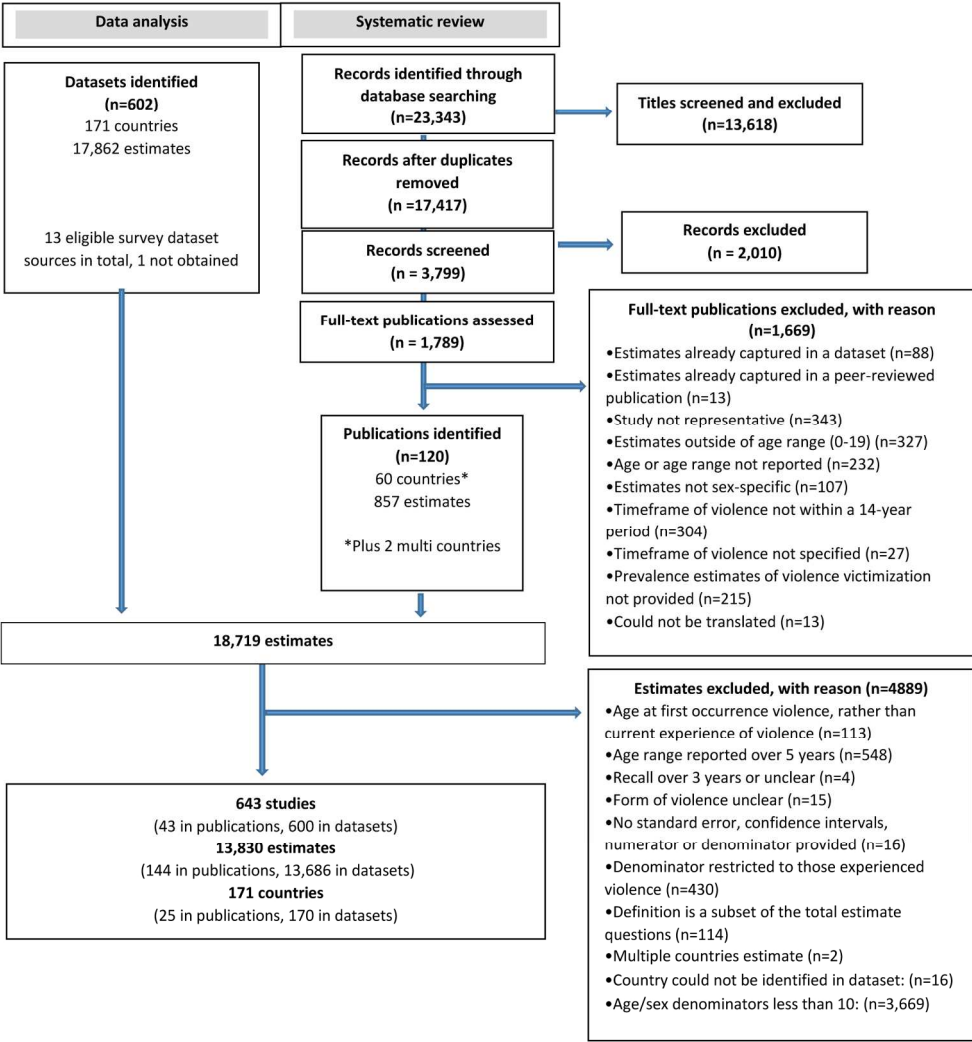 Data analysis
Systematic review
Datasets identified
(n=602)
171 countries
17,862 estimates
13 eligible survey dataset
sources in total, 1 not obtained
Records identified through
database searching
(n=23,343)
Titles screened and excluded
(n=13,618)
Records after duplicates
removed
(n =17,417)
Records screened
(n = 3,799)
Records excluded
(n = 2,010)
Full-text publications assessed
(n = 1,789)
Full-text publications excluded, with reason
(n=1,669)
•Estimates already captured in a dataset (n=88)
•Estimates already captured in a peer-reviewed
publication (n=13)
•Study not representative (n=343)
•Estimates outside of age range (0-19) (n=327)
•Age or age range not reported (n=232)
•Estimates not sex-specific (n=107)
•Timeframe of violence not within a 14-year
period (n=304)
•Timeframe of violence not specified (n=27)
•Prevalence estimates of violence victimization
not provided (n=215)
•Could not be translated (n=13)
Publications identified
(n=120)
60 countries*
857 estimates
*Plus 2 multi countries
18,719 estimates
Estimates excluded, with reason (n=4889)
•Age at first occurrence violence, rather than
current experience of violence (n=113)
•Age range reported over 5 years (n=548)
•Recall over 3 years or unclear (n=4)
•Form of violence unclear (n=15)
•No standard error, confidence intervals,
numerator or denominator provided (n=16)
•Denominator restricted to those experienced
violence (n=430)
•Definition is a subset of the total estimate
questions (n=114)
•Multiple countries estimate (n=2)
•Country could not be identified in dataset: (n=16)
•Age/sex denominators less than 10: (n=3,669)
643 studies
(43 in publications, 600 in datasets)
13,830 estimates
(144 in publications, 13,686 in datasets)
171 countries
(25 in publications, 170 in datasets)